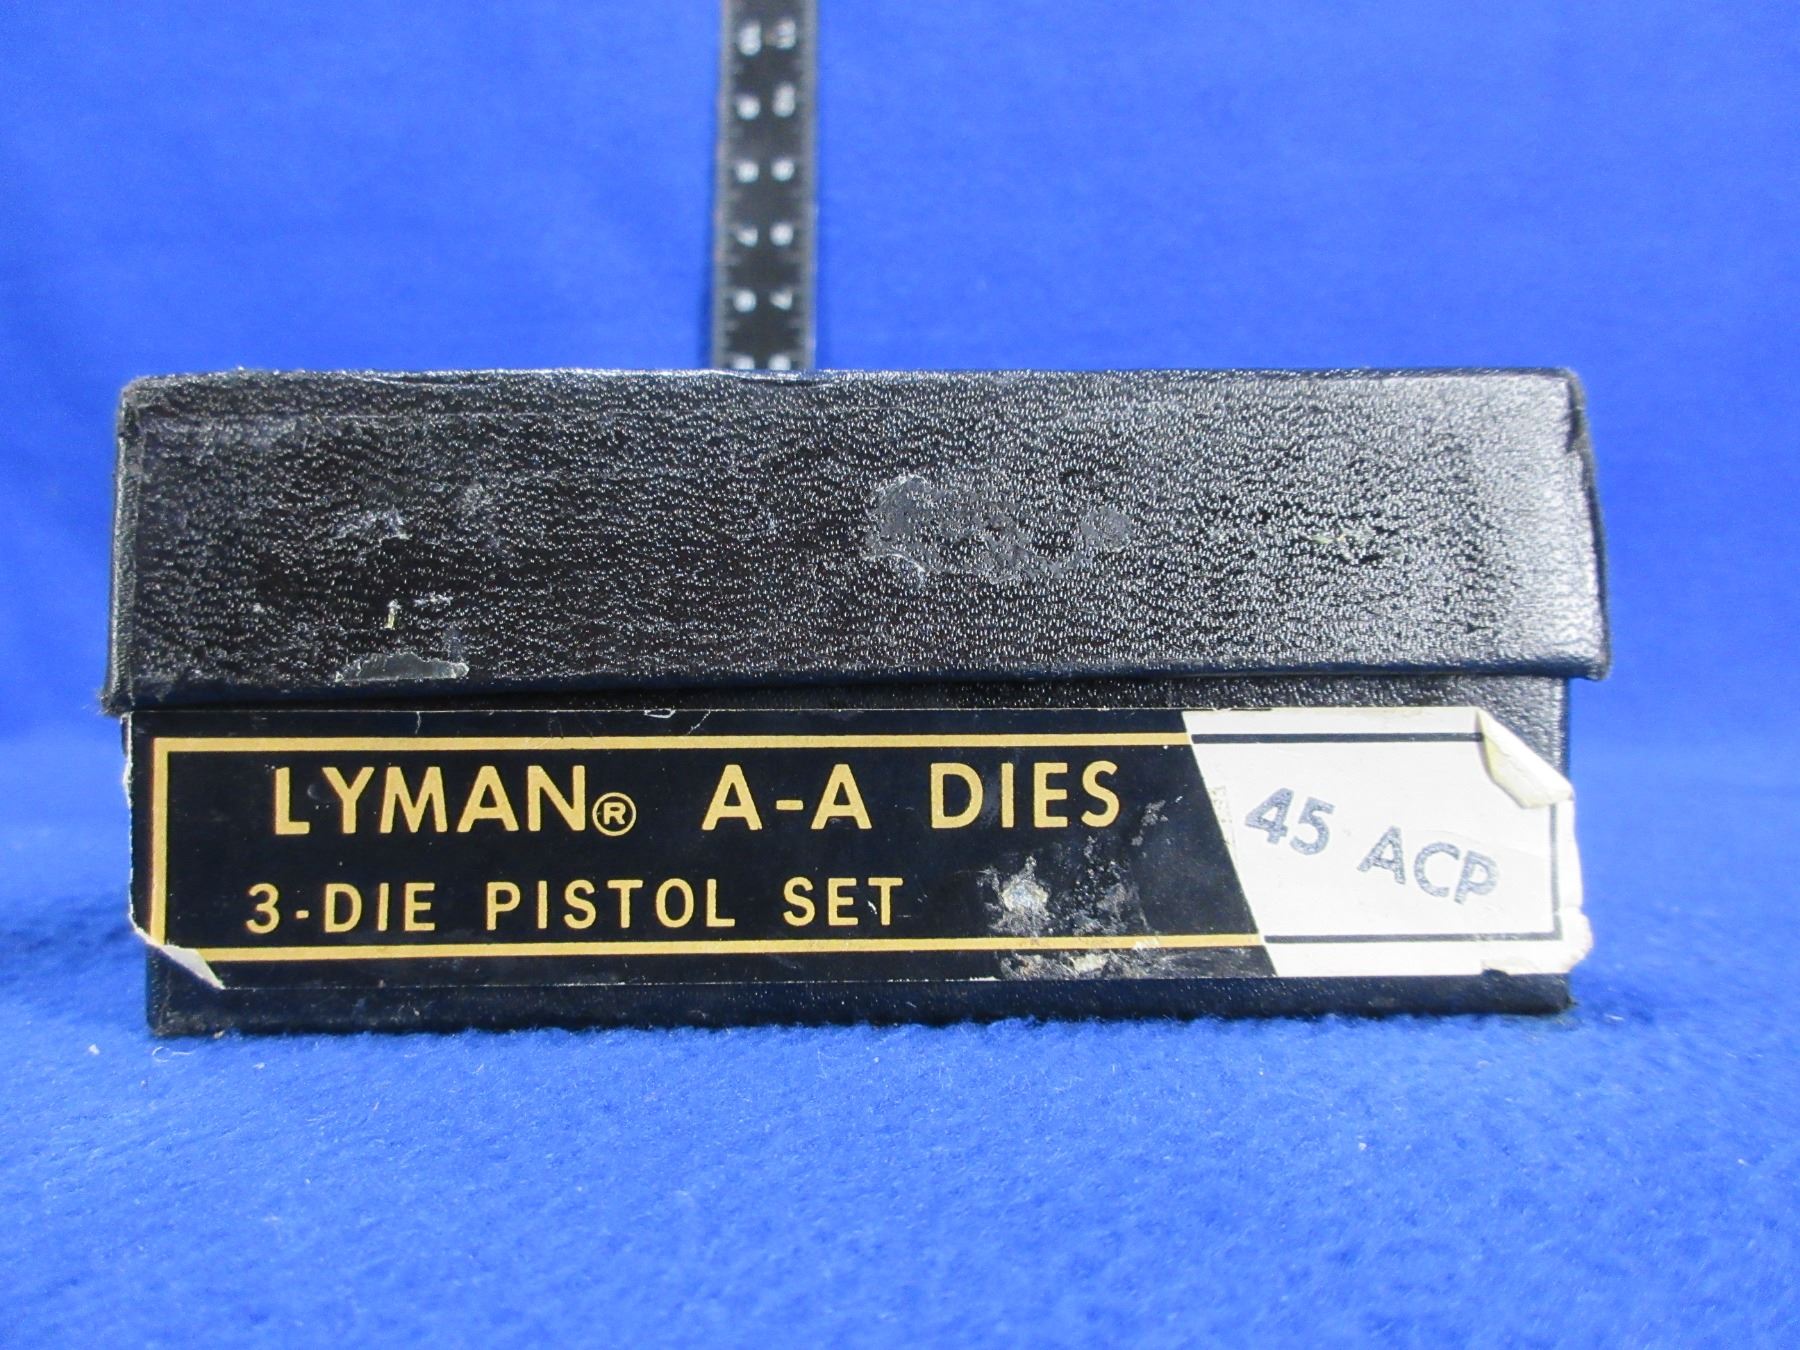 LYMAN® A-A DIES
3-DIE PISTOL SET
45 ACP